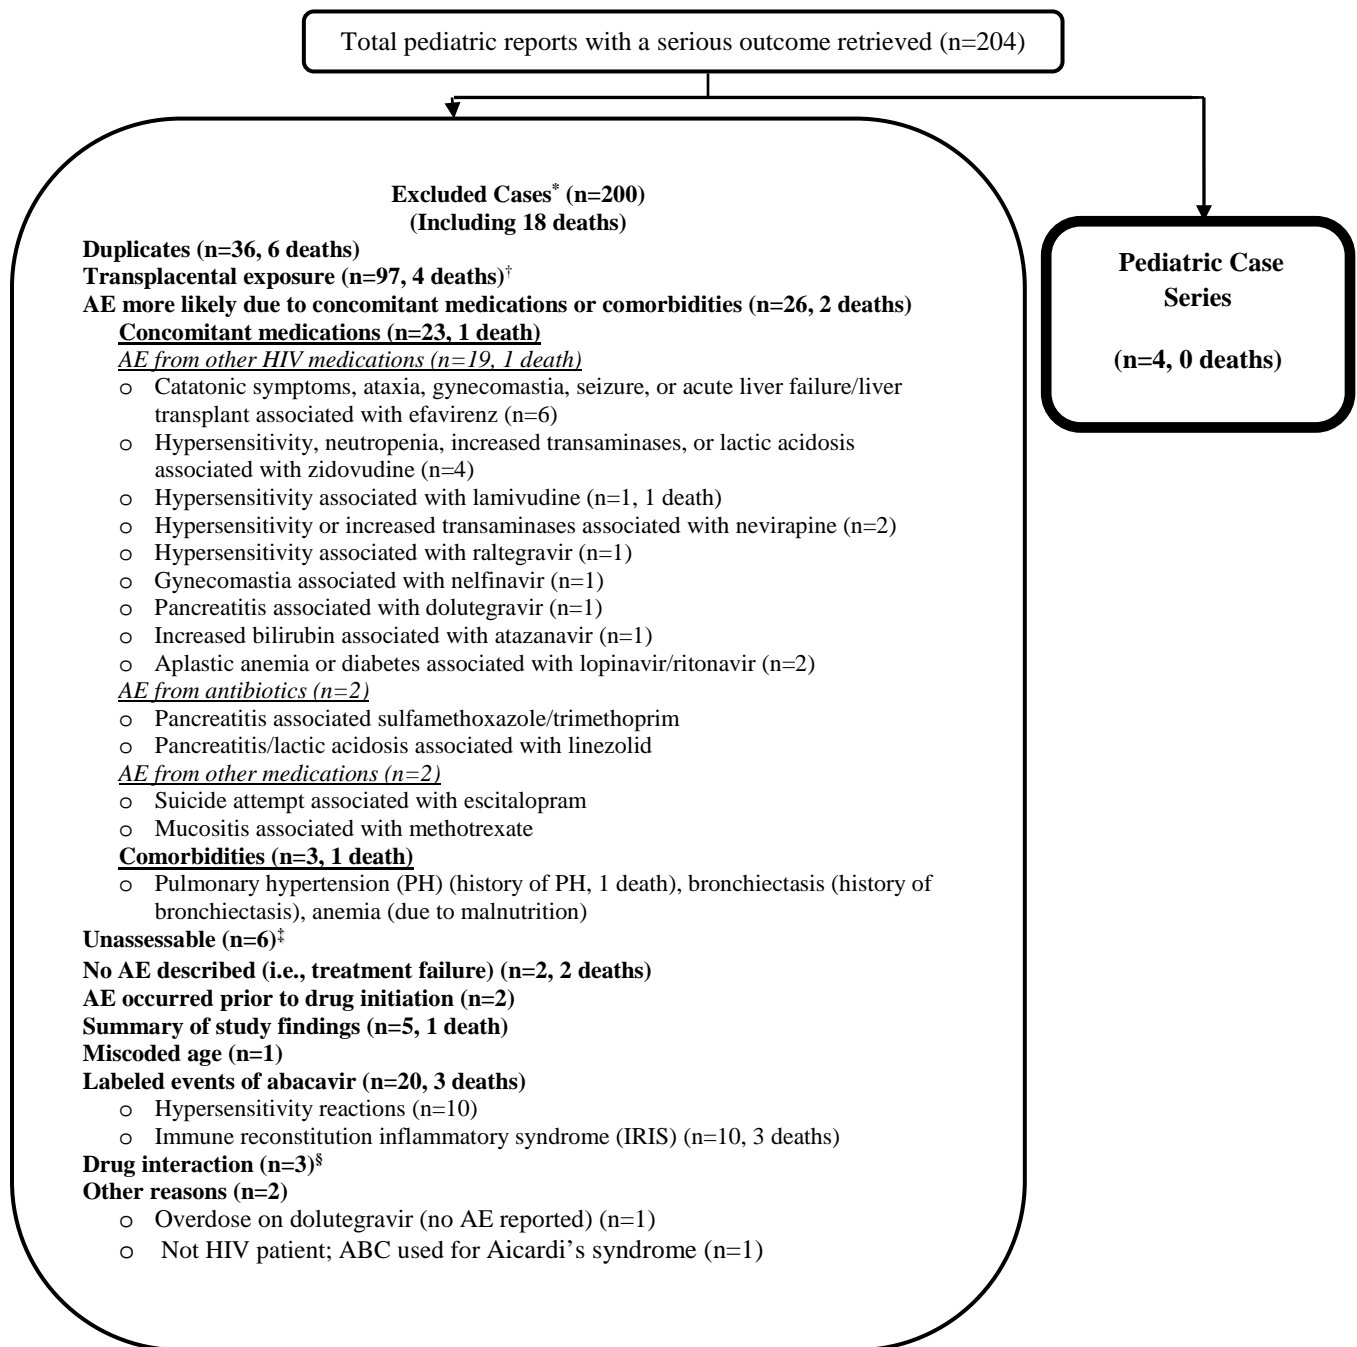 Total pediatric reports with a serious outcome retrieved (n=204)
Excluded Cases* (n=200)
(Including 18 deaths)
Duplicates (n=36, 6 deaths)
Transplacental exposure (n=97, 4 deaths)†
AE more likely due to concomitant medications or comorbidities (n=26, 2 deaths)
Concomitant medications (n=23, 1 death)
AE from other HIV medications (n=19, 1 death)
o Catatonic symptoms, ataxia, gynecomastia, seizure, or acute liver failure/liver
transplant associated with efavirenz (n=6)
o Hypersensitivity, neutropenia, increased transaminases, or lactic acidosis
associated with zidovudine (n=4)
o Hypersensitivity associated with lamivudine (n=1, 1 death)
o Hypersensitivity or increased transaminases associated with nevirapine (n=2)
o Hypersensitivity associated with raltegravir (n=1)
o Gynecomastia associated with nelfinavir (n=1)
o Pancreatitis associated with dolutegravir (n=1)
o Increased bilirubin associated with atazanavir (n=1)
o Aplastic anemia or diabetes associated with lopinavir/ritonavir (n=2)
AE from antibiotics (n=2)
o Pancreatitis associated sulfamethoxazole/trimethoprim
o Pancreatitis/lactic acidosis associated with linezolid
AE from other medications (n=2)
o Suicide attempt associated with escitalopram
o Mucositis associated with methotrexate
Comorbidities (n=3, 1 death)
o Pulmonary hypertension (PH) (history of PH, 1 death), bronchiectasis (history of
bronchiectasis), anemia (due to malnutrition)
Unassessable (n=6)‡
No AE described (i.e., treatment failure) (n=2, 2 deaths)
AE occurred prior to drug initiation (n=2)
Summary of study findings (n=5, 1 death)
Miscoded age (n=1)
Labeled events of abacavir (n=20, 3 deaths)
o Hypersensitivity reactions (n=10)
o Immune reconstitution inflammatory syndrome (IRIS) (n=10, 3 deaths)
Drug interaction (n=3)§
Other reasons (n=2)
o Overdose on dolutegravir (no AE reported) (n=1)
o Not HIV patient; ABC used for Aicardi's syndrome (n=1)
Pediatric Case
Series
(n=4, 0 deaths)